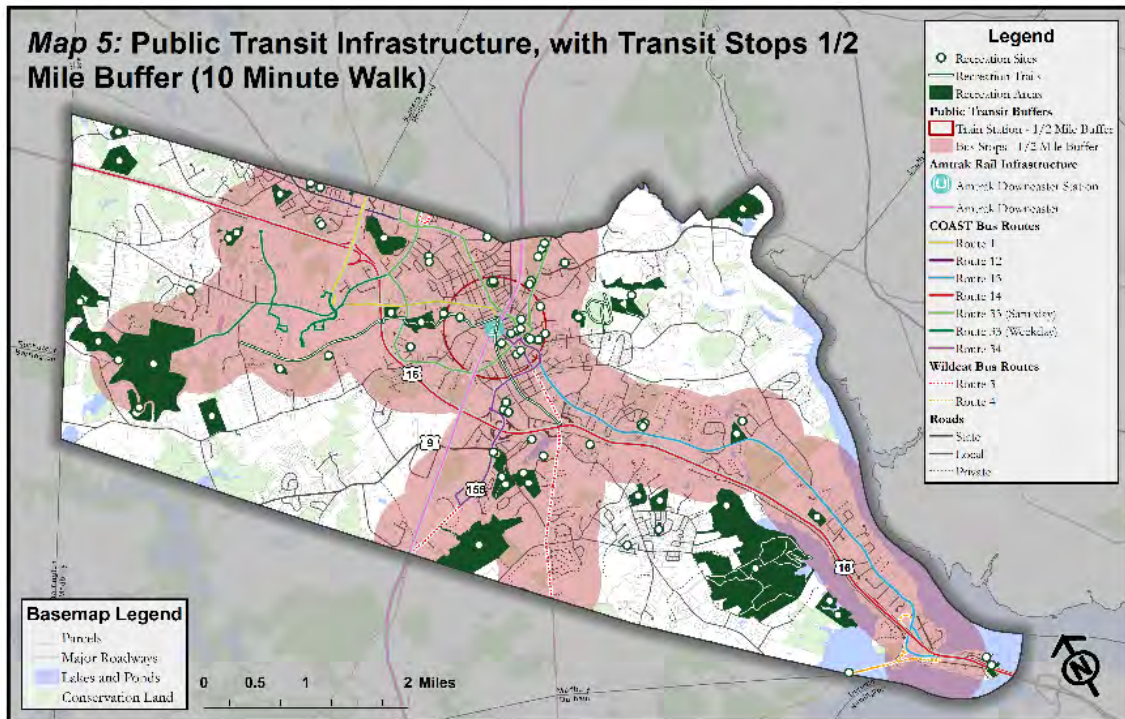 Map 5: Public Transit Infrastructure, with Transit Stops 1/2
Mile Buffer (10 Minute Walk)
Legend
Recreation Sites
Recreation Trails
Recreation Areas
Public Transit Buffers
Train Station - 1/2 Mile Buffer
Bus Stops - 1/2 Mile Buffer
Amtrak Rail Infrastructure
Amtrak Downeaster Station
Amtrak Downeaster
COAST Bus Routes
Route 1
Route 12
Route 13
Route 14
Route 33 (Saturday)
Route 33 (Weekday)
Route 34
Wildcat Bus Routes
Route 3
Route 4
Roads
State
Local
Private
16
9
155
16
Basemap Legend
Parcels
Major Roadways
Lakes and Ponds
Conservation Land
0 0.5 1 2 Miles
N